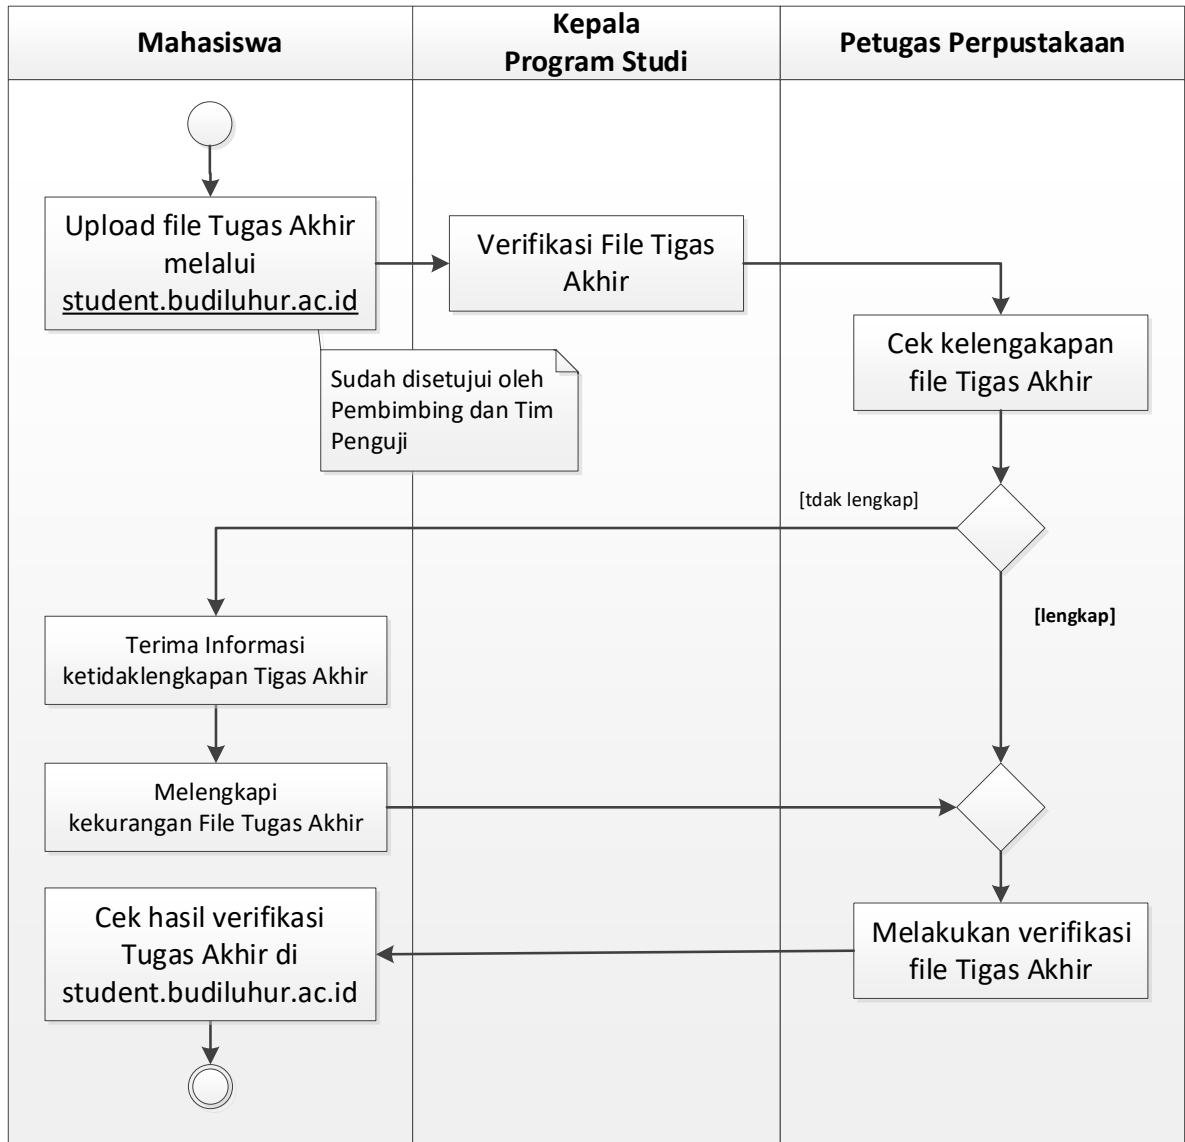 Mahasiswa
Kepala
Program Studi
Petugas Perpustakaan
Upload file Tugas Akhir
melalui
student.budiluhur.ac.id
Verifikasi File Tigas
Akhir
Cek kelengakapan
file Tigas Akhir
Sudah disetujui oleh
Pembimbing dan Tim
Penguji
[tdak lengkap]
[lengkap]
Terima Informasi
ketidaklengkapan Tigas Akhir
Melengkapi
kekurangan File Tugas Akhir
Cek hasil verifikasi
Tugas Akhir di
student.budiluhur.ac.id
Melakukan verifikasi
file Tigas Akhir